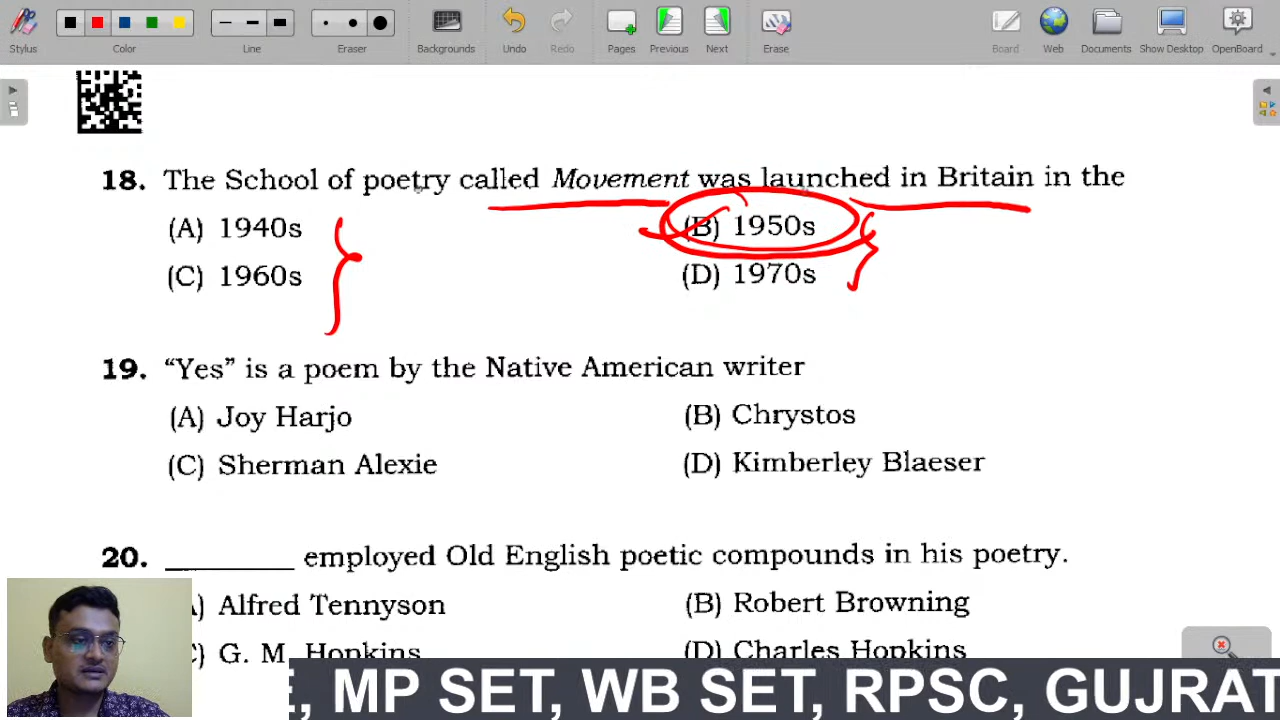 Stylus Color Line Eraser Backgrounds Undo Redo Pages Previous Next Erase Board Web Documents Show Desktop OpenBoard
18. The School of poetry called Movement was launched in Britain in the
(A) 1940s (B) 1950s
(C) 1960s (D) 1970s
19. “Yes” is a poem by the Native American writer
(A) Joy Harjo (B) Chrystos
(C) Sherman Alexie (D) Kimberley Blaeser
20. ________ employed Old English poetic compounds in his poetry.
) Alfred Tennyson (B) Robert Browning
) G. M. Hopkins (D) Charles Hopkins
E, MP SET, WB SET, RPSC, GUJRAT